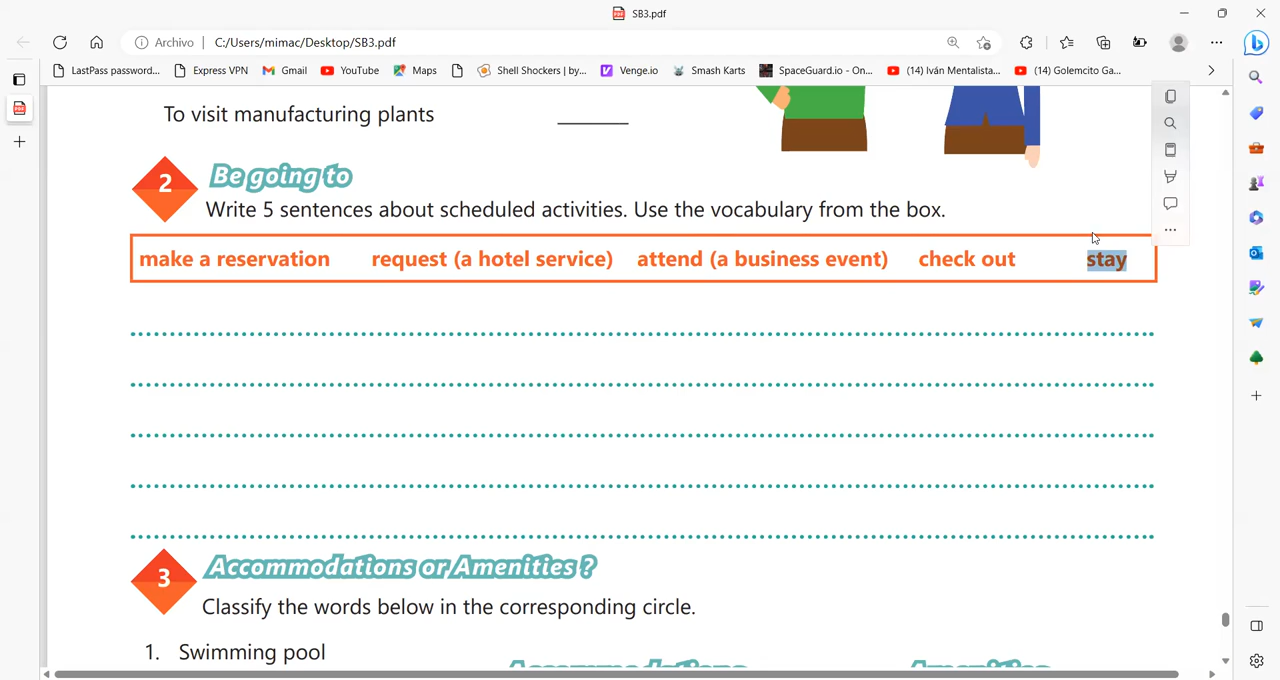 SB3.pdf
Archivo | C:/Users/mimac/Desktop/SB3.pdf
LastPass password... Express VPN Gmail YouTube Maps Shell Shockers | by... Venge.io Smash Karts SpaceGuard.io - On... (14) Iván Mentalista... (14) Golemcito Ga...
To visit manufacturing plants ______
2 Be going to
Write 5 sentences about scheduled activities. Use the vocabulary from the box.
make a reservation request (a hotel service) attend (a business event) check out stay
3 Accommodations or Amenities ?
Classify the words below in the corresponding circle.
1. Swimming pool
Accommodations Amenities